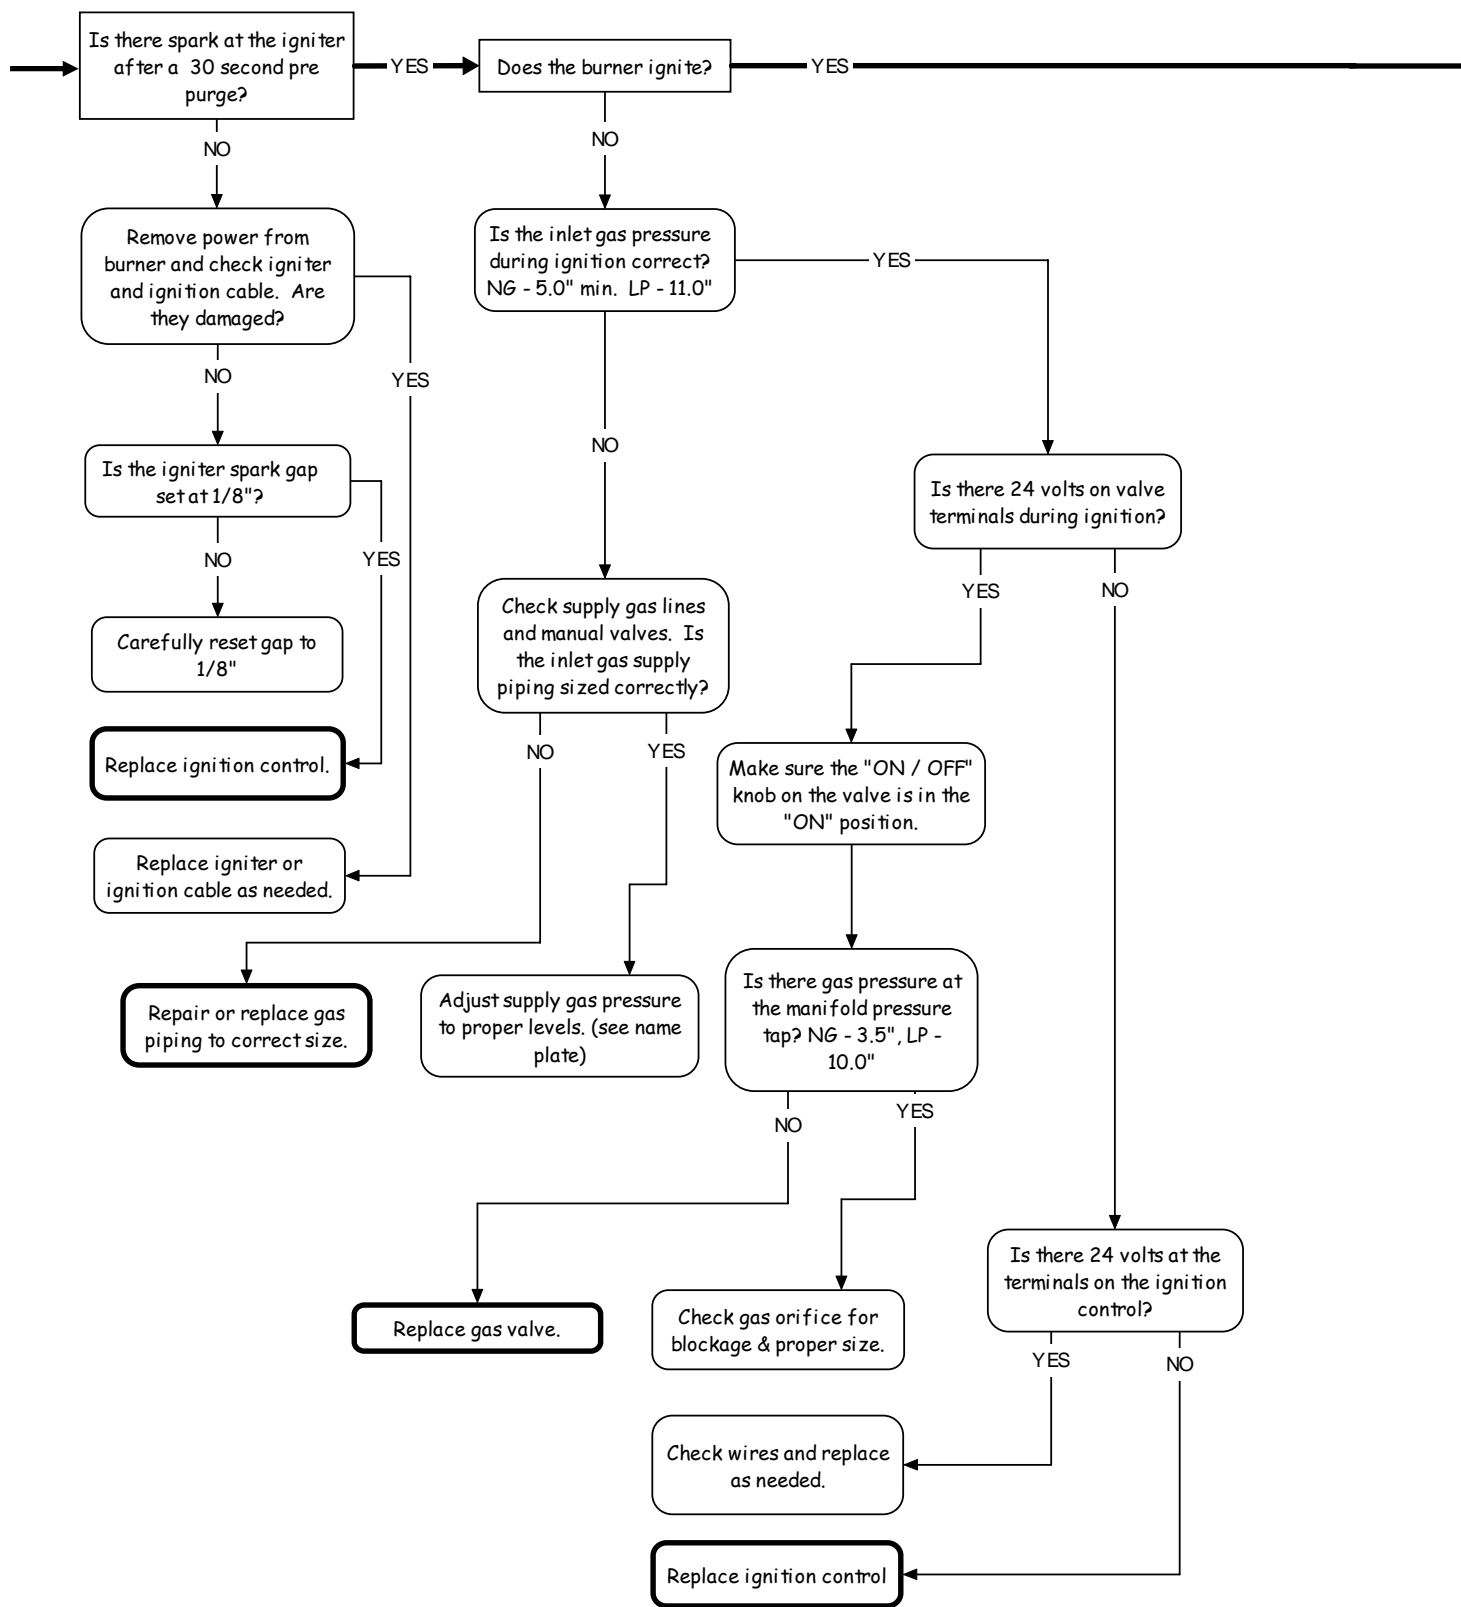 Is there spark at the igniter
after a 30 second pre
purge?
YES
Does the burner ignite?
YES
NO
NO
Remove power from
burner and check igniter
and ignition cable. Are
they damaged?
Is the inlet gas pressure
during ignition correct?
NG - 5.0" min. LP - 11.0"
YES
NO
YES
NO
Is the igniter spark gap
set at 1/8"?
Is there 24 volts on valve
terminals during ignition?
NO
YES
YES
NO
Check supply gas lines
and manual valves. Is
the inlet gas supply
piping sized correctly?
Carefully reset gap to
1/8"
NO
YES
Replace ignition control.
Make sure the "ON / OFF"
knob on the valve is in the
"ON" position.
Replace igniter or
ignition cable as needed.
Is there gas pressure at
the manifold pressure
tap? NG - 3.5", LP -
10.0"
Repair or replace gas
piping to correct size.
Adjust supply gas pressure
to proper levels. (see name
plate)
NO
YES
Is there 24 volts at the
terminals on the ignition
control?
Replace gas valve.
Check gas orifice for
blockage & proper size.
YES
NO
Check wires and replace
as needed.
Replace ignition control